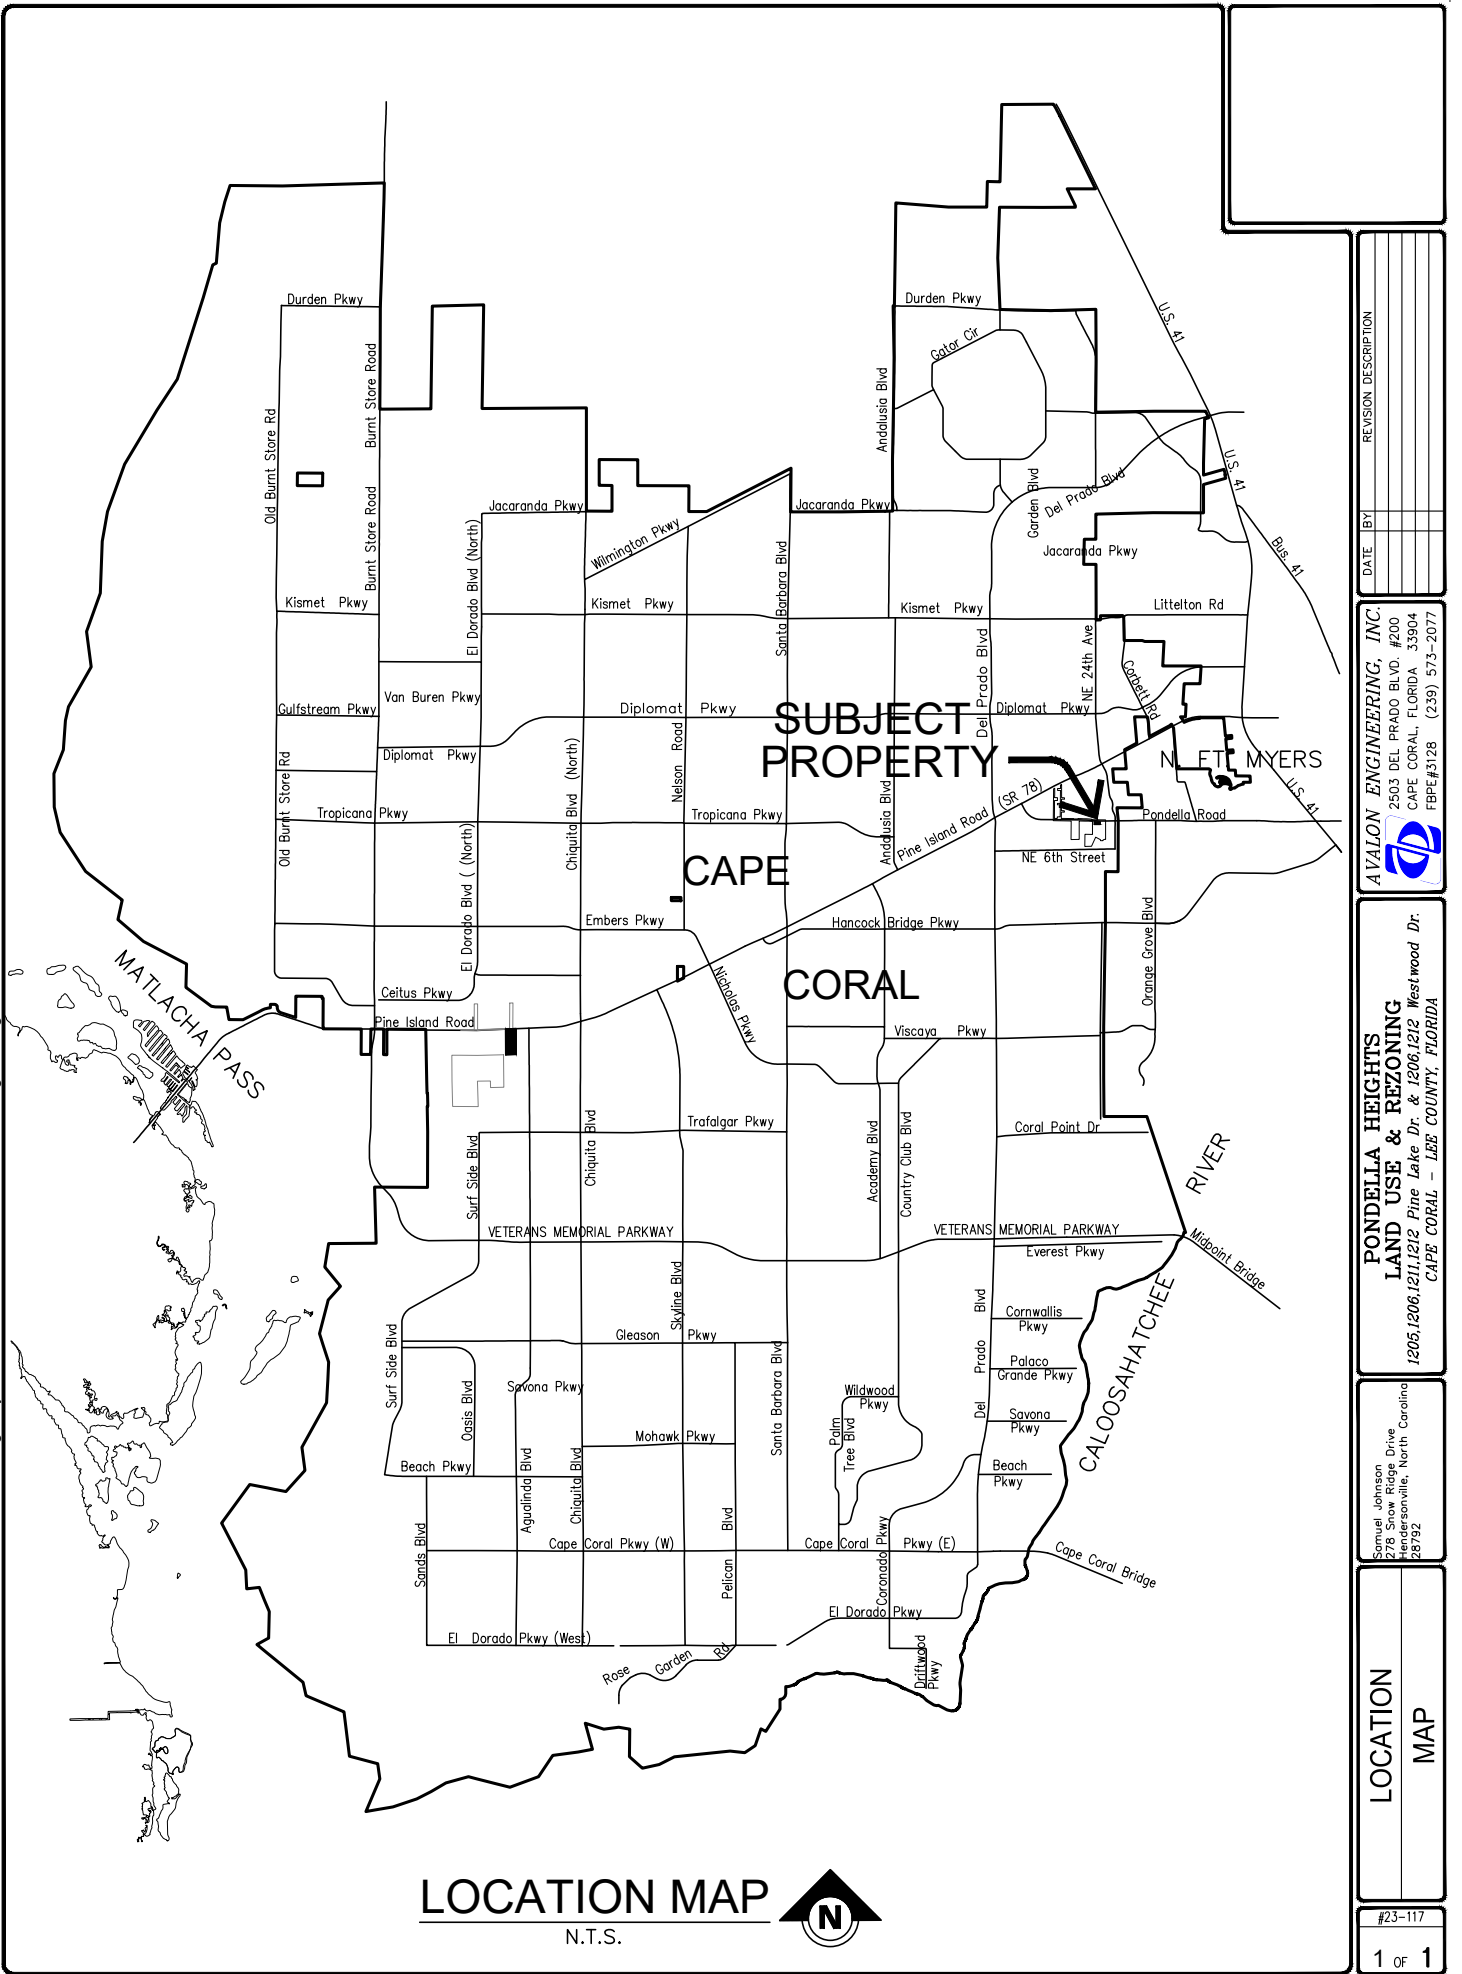 Durden Pkwy
Durden Pkwy
U.S. 41
Gator Cir
Burnt Store Road
Andalusia Blvd
Old Burnt Store Rd
U.S. 41
Garden Blvd
Del Prado Blvd
Jacaranda Pkwy
Jacaranda Pkwy
Burnt Store Road
Wilmington Pkwy
El Dorado Blvd (North)
Santa Barbara Blvd
Jacaranda Pkwy
Bus. 41
Kismet Pkwy
Kismet Pkwy
Kismet Pkwy
Littelton Rd
Del Prado Blvd
NE 24th Ave
Corbett Rd
Van Buren Pkwy
Gulfstream Pkwy
Diplomat Pkwy
Diplomat Pkwy
SUBJECT
PROPERTY
Diplomat Pkwy
Old Burnt Store Rd
Chiquita Blvd (North)
Nelson Road
N. FT. MYERS
U.S. 41
Tropicana Pkwy
Tropicana Pkwy
Andalusia Blvd
Pine Island Road (SR 78)
Pondella Road
NE 6th Street
El Dorado Blvd ( North)
CAPE
CORAL
Embers Pkwy
Hancock Bridge Pkwy
Orange Grove Blvd
MATLACHA PASS
Ceitus Pkwy
Pine Island Road
Nicholas Pkwy
Viscaya Pkwy
Trafalgar Pkwy
Coral Point Dr
Surf Side Blvd
Chiquita Blvd
Academy Blvd
Country Club Blvd
RIVER
VETERANS MEMORIAL PARKWAY
VETERANS MEMORIAL PARKWAY
Everest Pkwy
Midpoint Bridge
Skyline Blvd
Gleason Pkwy
Cornwallis
Pkwy
CALOOSAHATCHEE
Surf Side Blvd
Oasis Blvd
Savona Pkwy
Santa Barbara Blvd
Del Prado Blvd
Palaco
Grande Pkwy
Wildwood
Pkwy
Savona
Pkwy
Palm
Tree Blvd
Mohawk Pkwy
Beach Pkwy
Beach
Pkwy
Agualinda Blvd
Chiquita Blvd
Sands Blvd
Pelican Blvd
Coronado Pkwy
Cape Coral Pkwy (W)
Cape Coral Pkwy (E)
Cape Coral Bridge
El Dorado Pkwy
El Dorado Pkwy (West)
Rose Garden Rd
Driftwood
Pkwy
LOCATION MAP
N.T.S.
N
DATE BY REVISION DESCRIPTION
AVALON ENGINEERING, INC.
2503 DEL PRADO BLVD. #200
CAPE CORAL, FLORIDA 33904
FBPE#3128 (239) 573-2077
PONDELLA HEIGHTS
LAND USE & REZONING
1205,1206,1211,1212 Pine Lake Dr. & 1206,1212 Westwood Dr.
CAPE CORAL - LEE COUNTY, FLORIDA
Somuel Johnson
278 Snow Ridge Drive
Hendersonville, North Carolina
28792
LOCATION
MAP
#23-117
1 OF 1